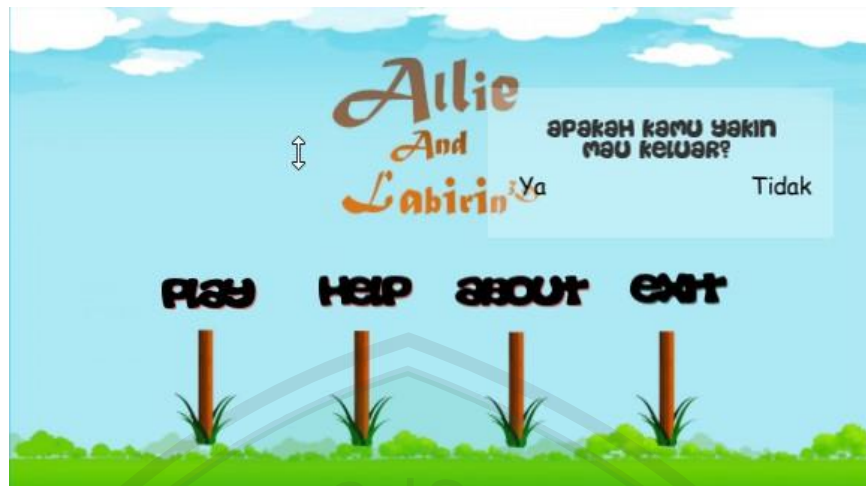 Allie
And
Labirin
apakah kamu yakin
mau keluar?
Ya Tidak
Play Help About Exit